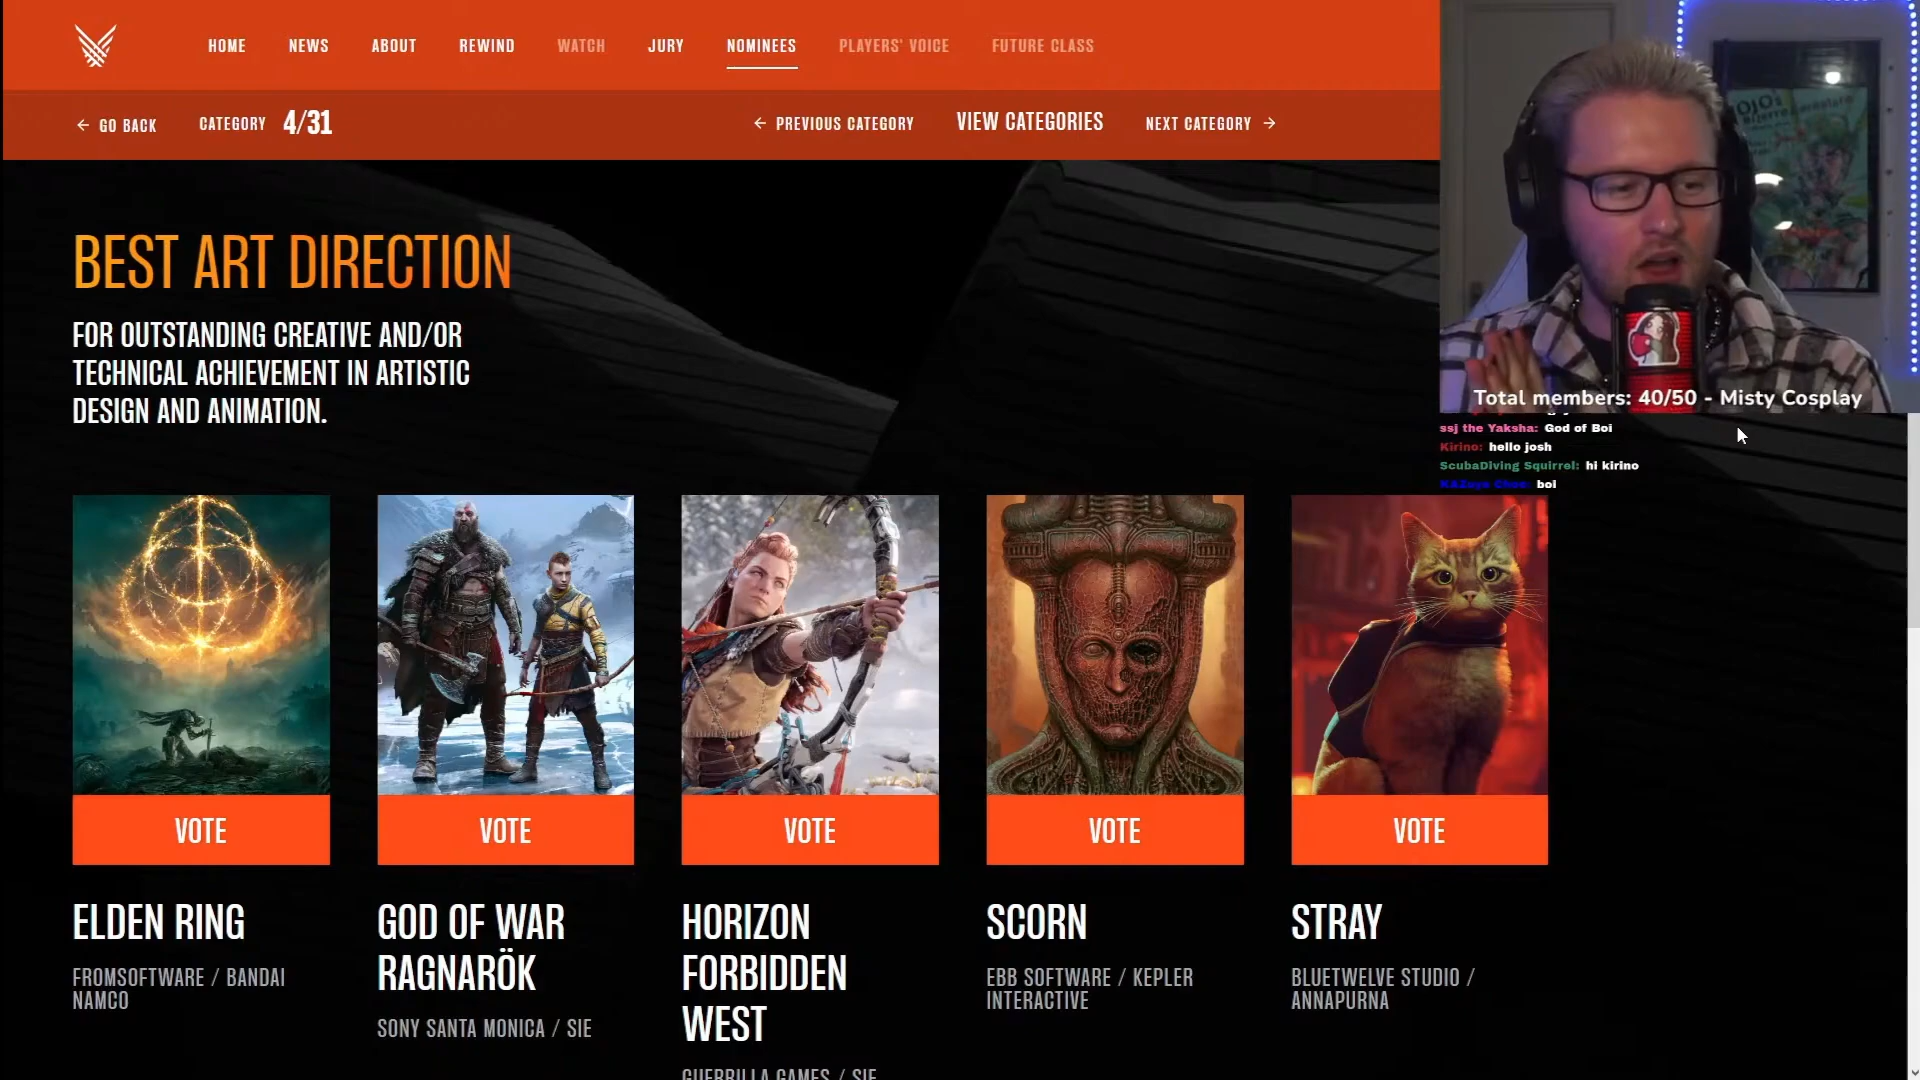 HOME
NEWS
ABOUT
REWIND
WATCH
JURY
NOMINEES
PLAYERS' VOICE
FUTURE CLASS
GO BACK
CATEGORY 4/31
PREVIOUS CATEGORY
VIEW CATEGORIES
NEXT CATEGORY
BEST ART DIRECTION
FOR OUTSTANDING CREATIVE AND/OR
TECHNICAL ACHIEVEMENT IN ARTISTIC
DESIGN AND ANIMATION.
Total members: 40/50 - Misty Cosplay
ssj the Yaksha: God of Boi
Kirino: hello josh
ScubaDiving Squirrel: hi kirino
boi
VOTE
VOTE
VOTE
VOTE
VOTE
ELDEN RING
FROMSOFTWARE / BANDAI
NAMCO
GOD OF WAR
RAGNARÖK
SONY SANTA MONICA / SIE
HORIZON
FORBIDDEN
WEST
GUERRILLA GAMES / SIE
SCORN
EBB SOFTWARE / KEPLER
INTERACTIVE
STRAY
BLUETWELVE STUDIO /
ANNAPURNA